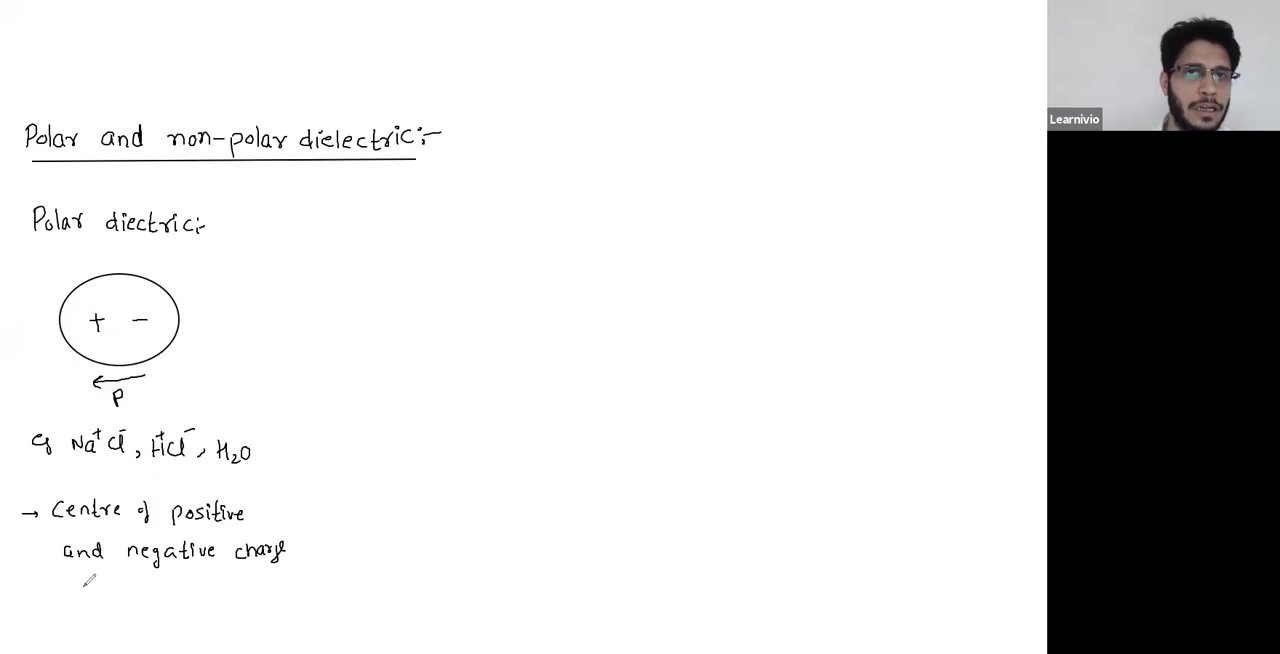 Polar and non-polar dielectric:-
Polar diectric:-
+ -
P
eg Na⁺Cl⁻, H⁺Cl⁻, H₂O
→ Centre of positive
and negative charge
Learnivio